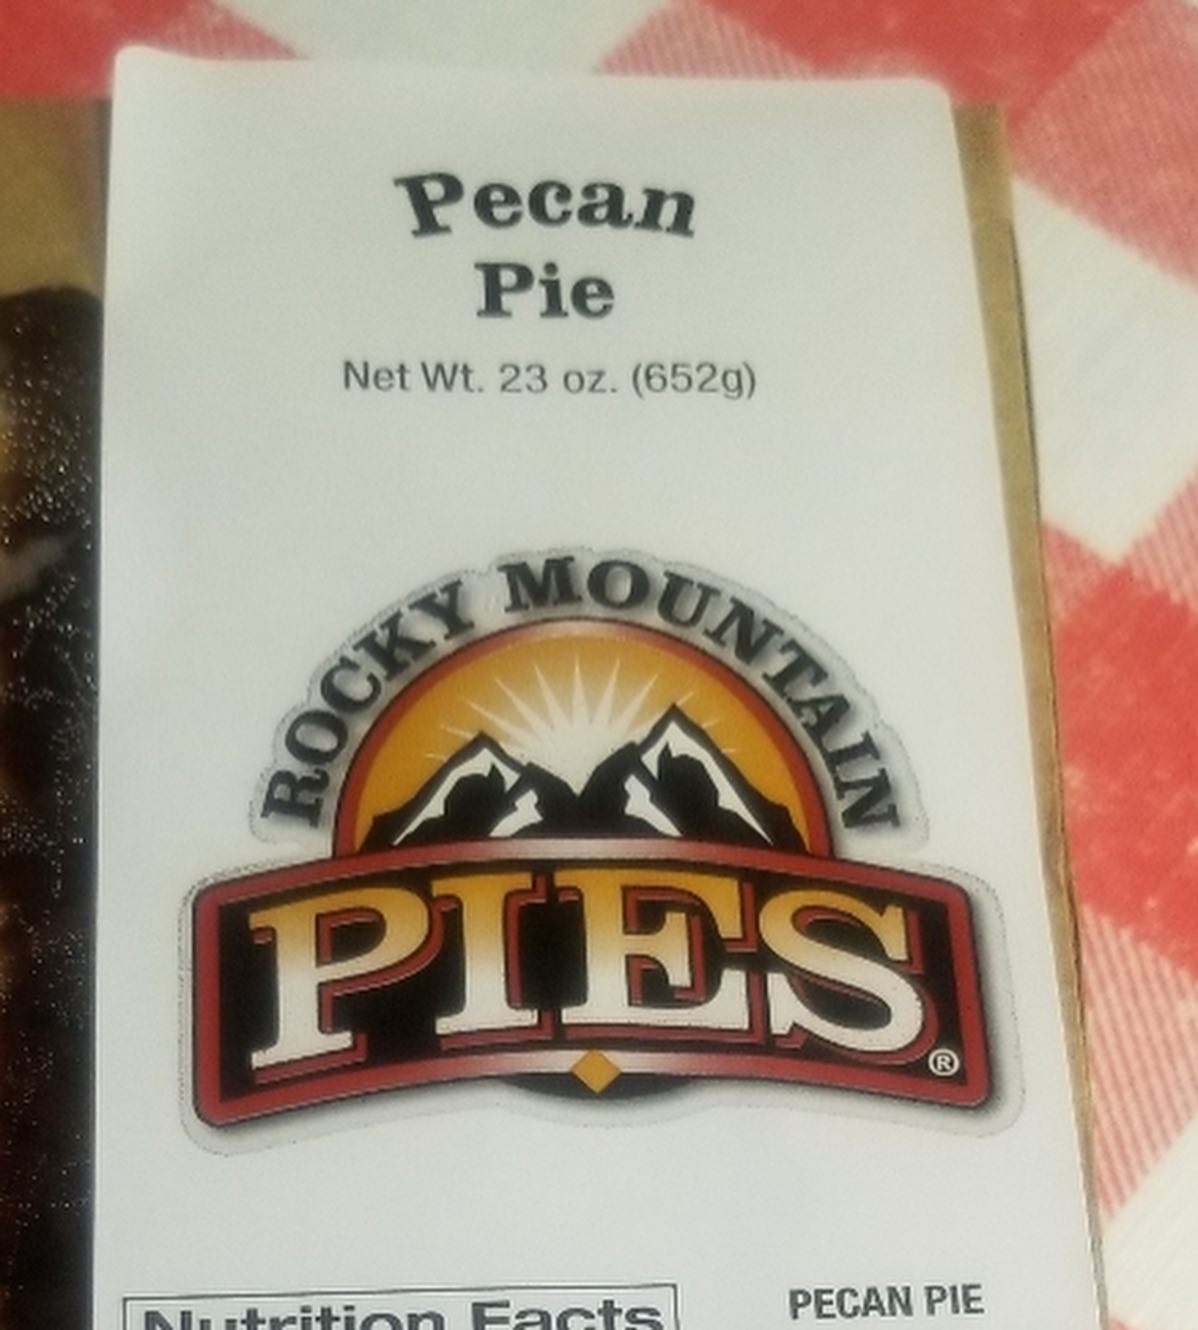 Pecan
Pie
Net Wt. 23 oz. (652g)
ROCKY MOUNTAIN
PIES®
Nutrition Facts
PECAN PIE